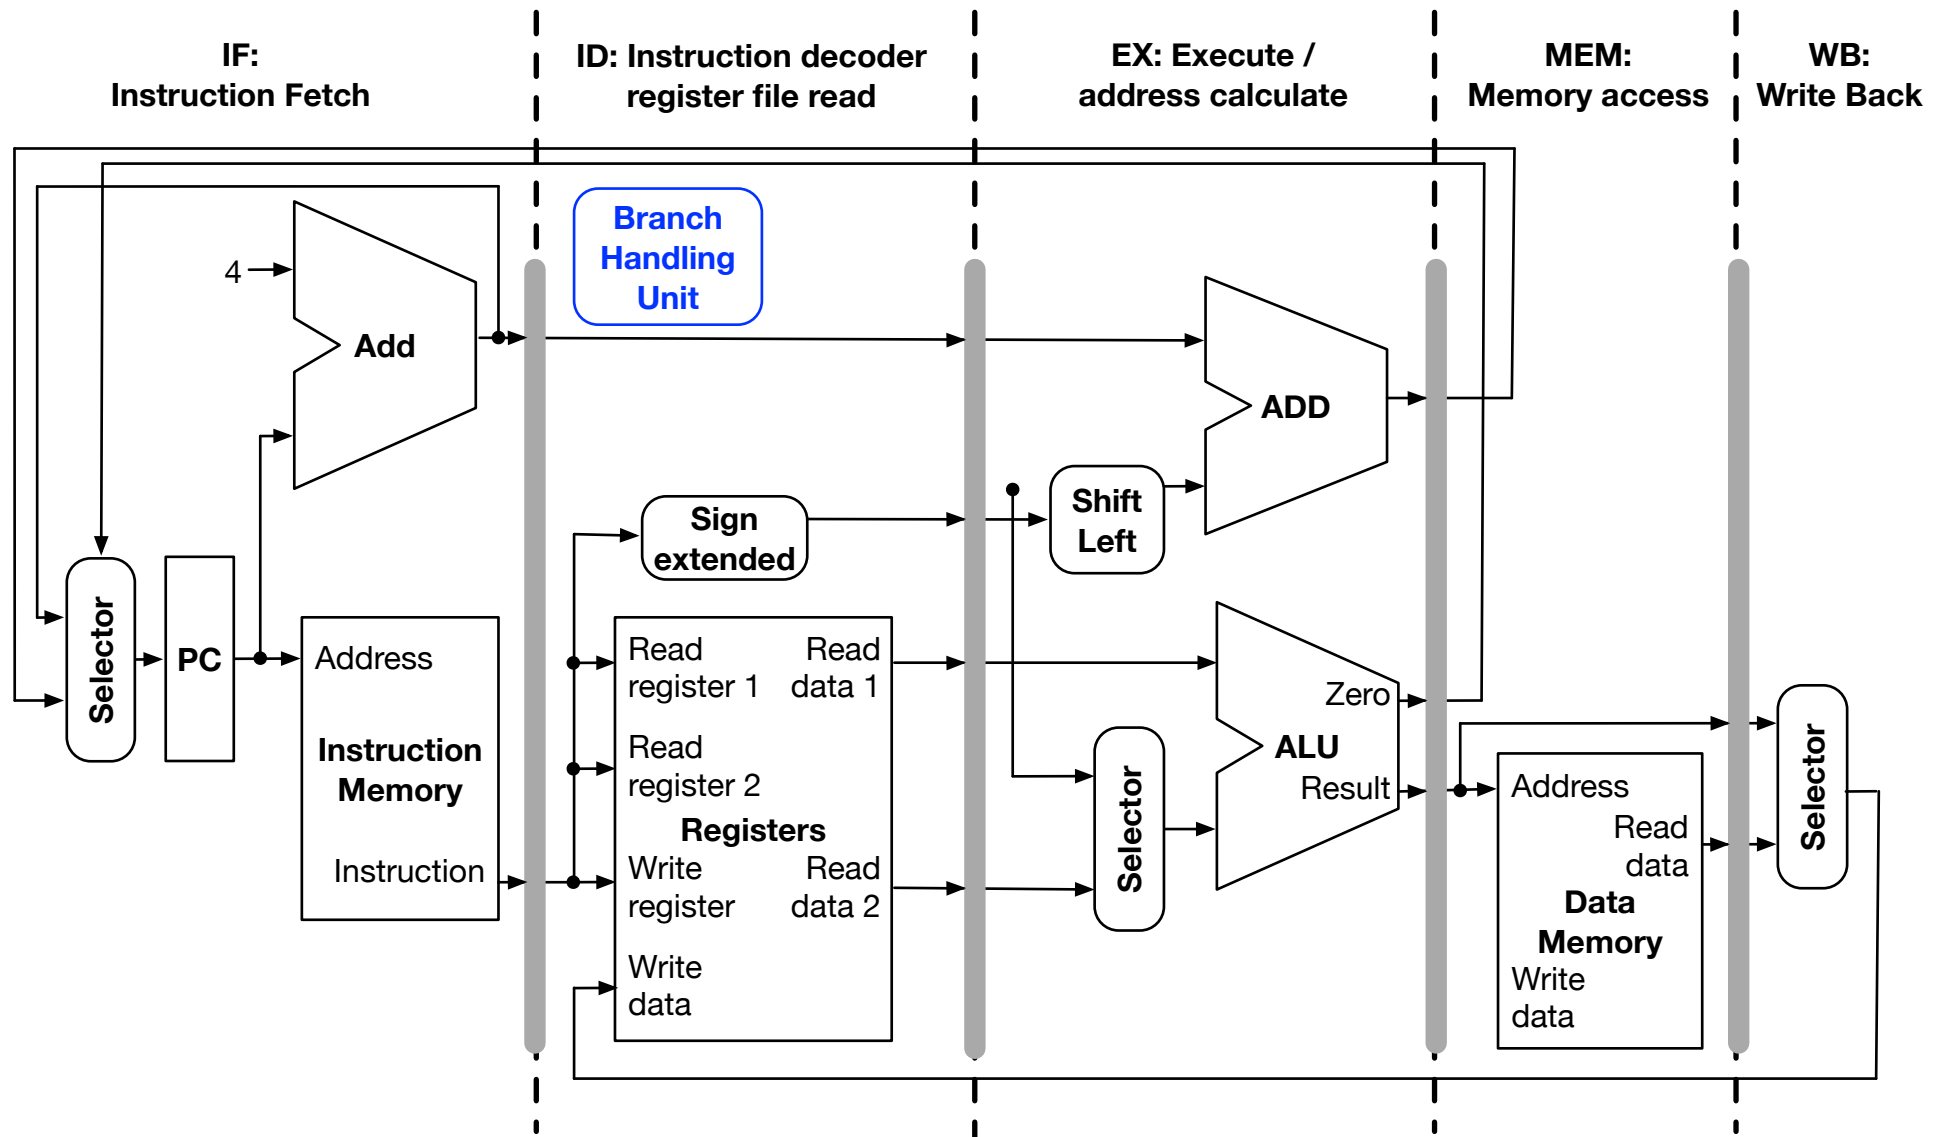 IF:
Instruction Fetch
ID: Instruction decoder
register file read
EX: Execute /
address calculate
MEM:
Memory access
WB:
Write Back
Branch
Handling
Unit
4
Add
ADD
Sign
extended
Shift
Left
Selector
PC
Address
Instruction
Memory
Instruction
Read
register 1
Read
data 1
Read
register 2
Registers
Write
register
Read
data 2
Write
data
Selector
Zero
ALU
Result
Address
Read
data
Data
Memory
Write
data
Selector